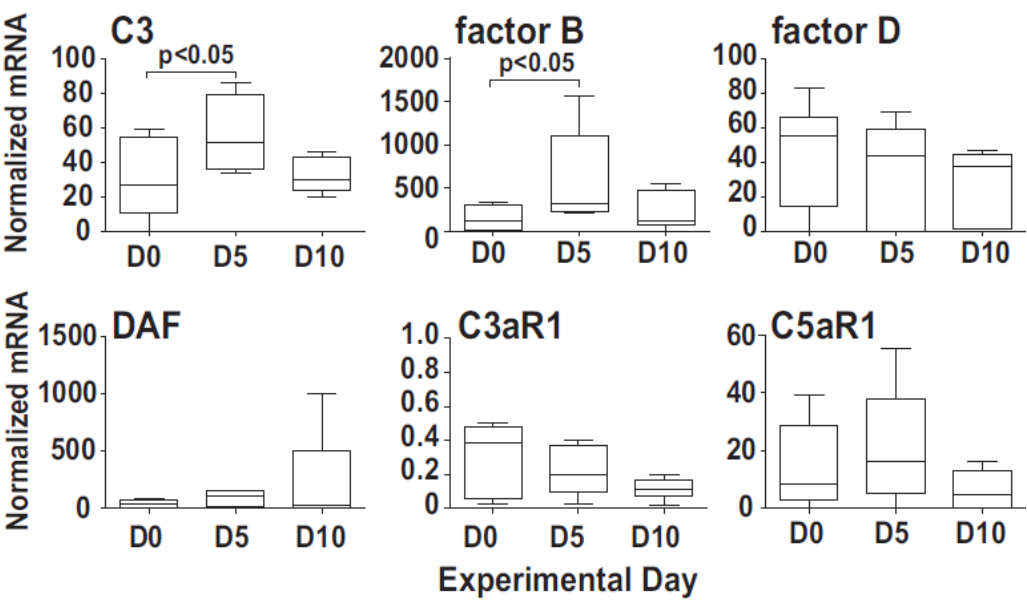 C3
factor B
factor D
Normalized mRNA
100
80
60
40
20
0
p<0.05
D0 D5 D10
2000
1500
1000
500
0
p<0.05
D0 D5 D10
100
80
60
40
20
0
D0 D5 D10
DAF
C3aR1
C5aR1
Normalized mRNA
1500
1000
500
0
D0 D5 D10
1.0
0.8
0.6
0.4
0.2
0
D0 D5 D10
60
40
20
0
D0 D5 D10
Experimental Day